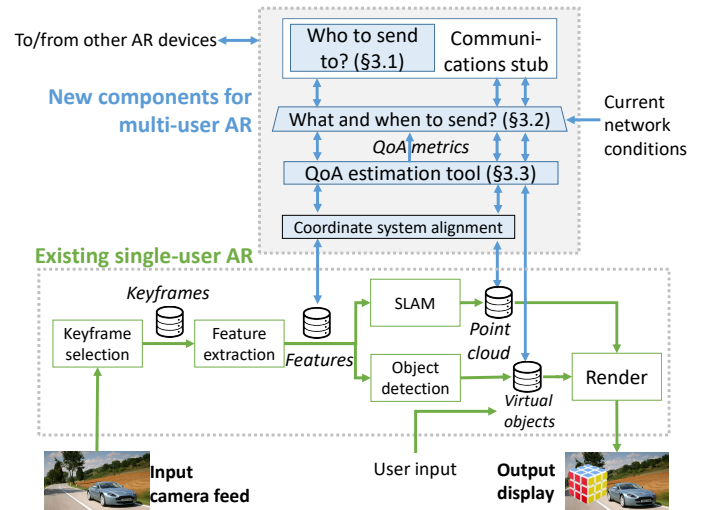 To/from other AR devices
Who to send
to? (§3.1)
Communi-
cations stub
New components for
multi-user AR
What and when to send? (§3.2)
Current
network
conditions
QoA metrics
QoA estimation tool (§3.3)
Coordinate system alignment
Existing single-user AR
Keyframes
Keyframe
selection
Feature
extraction
Features
SLAM
Point
cloud
Object
detection
Virtual
objects
Render
Input
camera feed
User input
Output
display